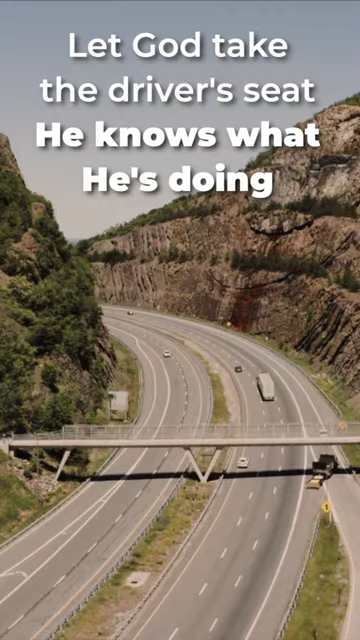 Let God take
the driver's seat
He knows what
He's doing